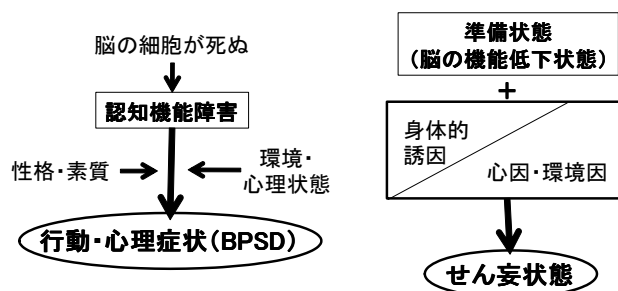 脳の細胞が死ぬ
認知機能障害
性格・素質
環境・
心理状態
行動・心理症状(BPSD)
準備状態
(脳の機能低下状態)
+
身体的
誘因
心因・環境因
せん妄状態